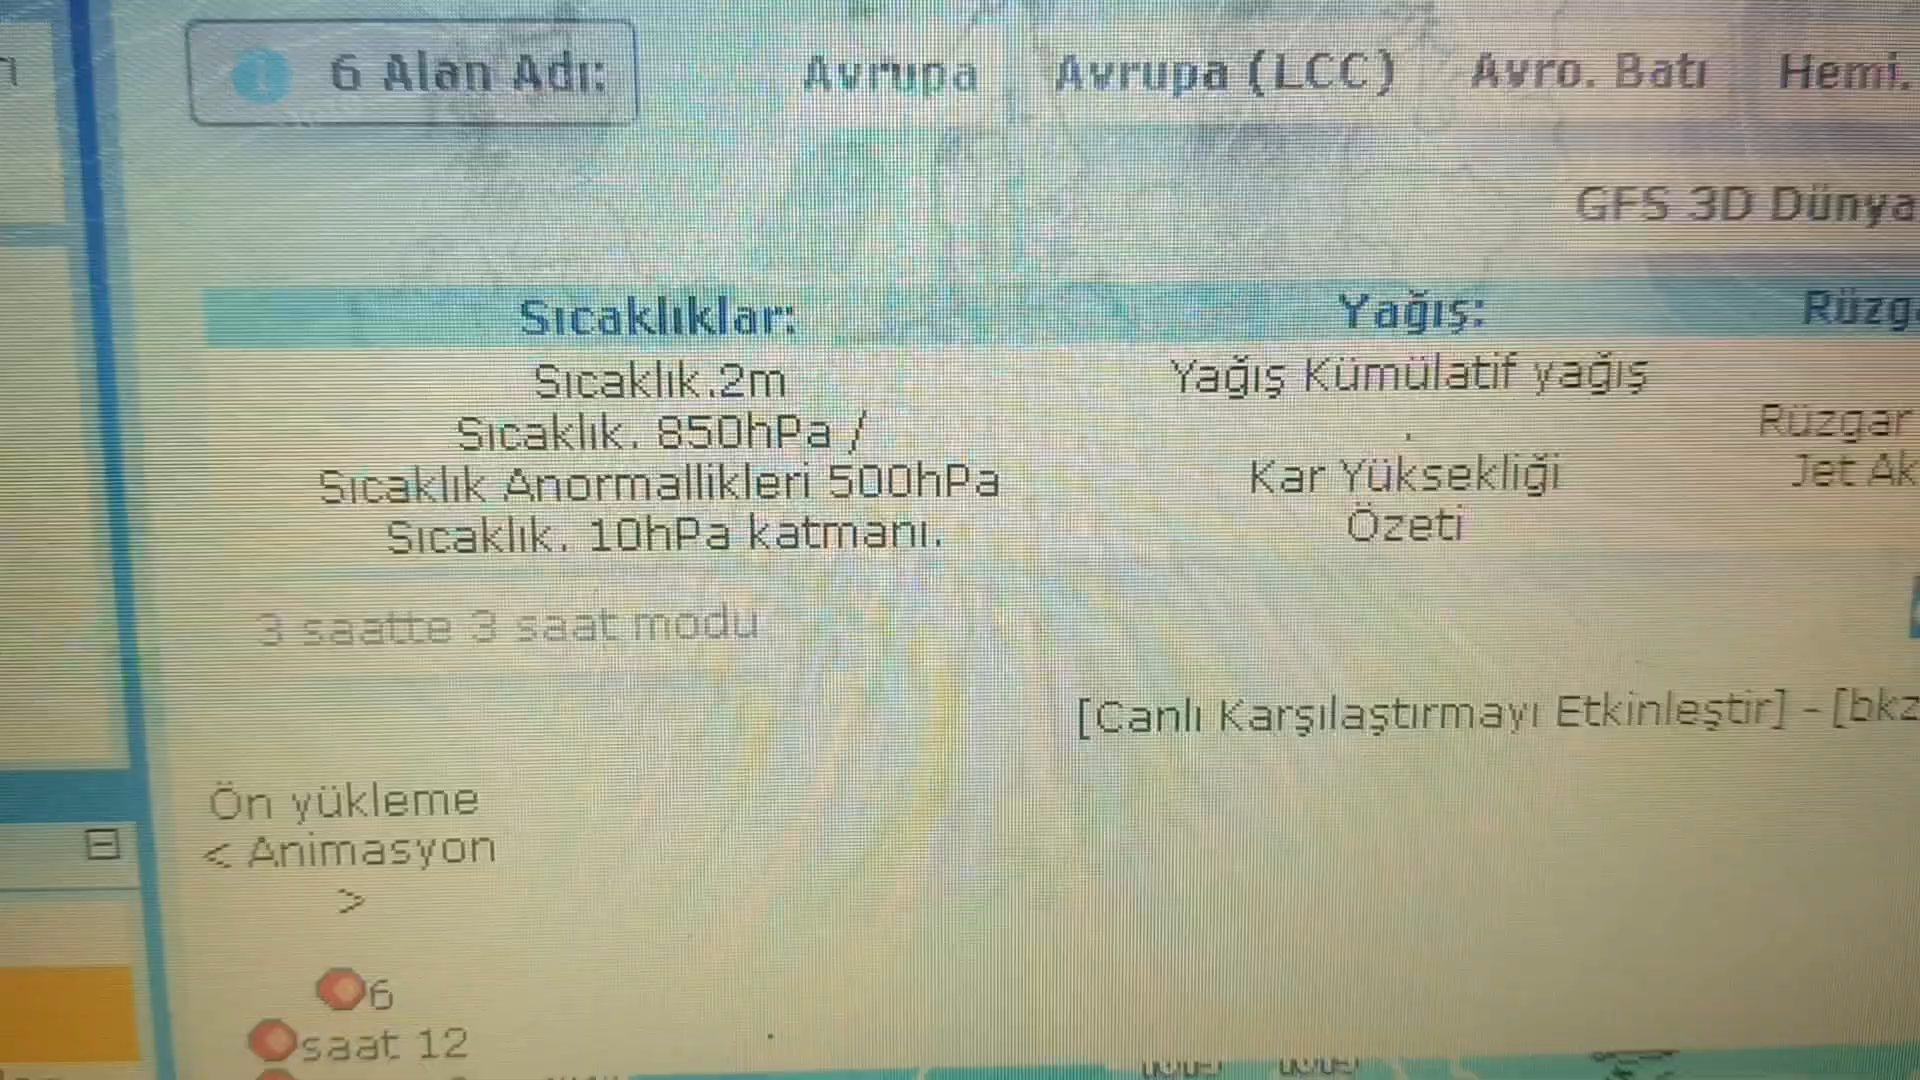 6 Alan Adı: Avrupa Avrupa (LCC) Avro. Batı Hemi.
GFS 3D Dünya
Sıcaklıklar: Yağış: Rüzg
Sıcaklık.2m
Sıcaklık. 850hPa /
Sıcaklık Anormallikleri 500hPa
Sıcaklık. 10hPa katmanı.
Yağış Kümülatif yağış
.
Kar Yüksekliği
Özeti
Rüzgar
Jet Ak
3 saatte 3 saat modu
[Canlı Karşılaştırmayı Etkinleştir] - [bkz
Ön yükleme
< Animasyon
>
6
saat 12